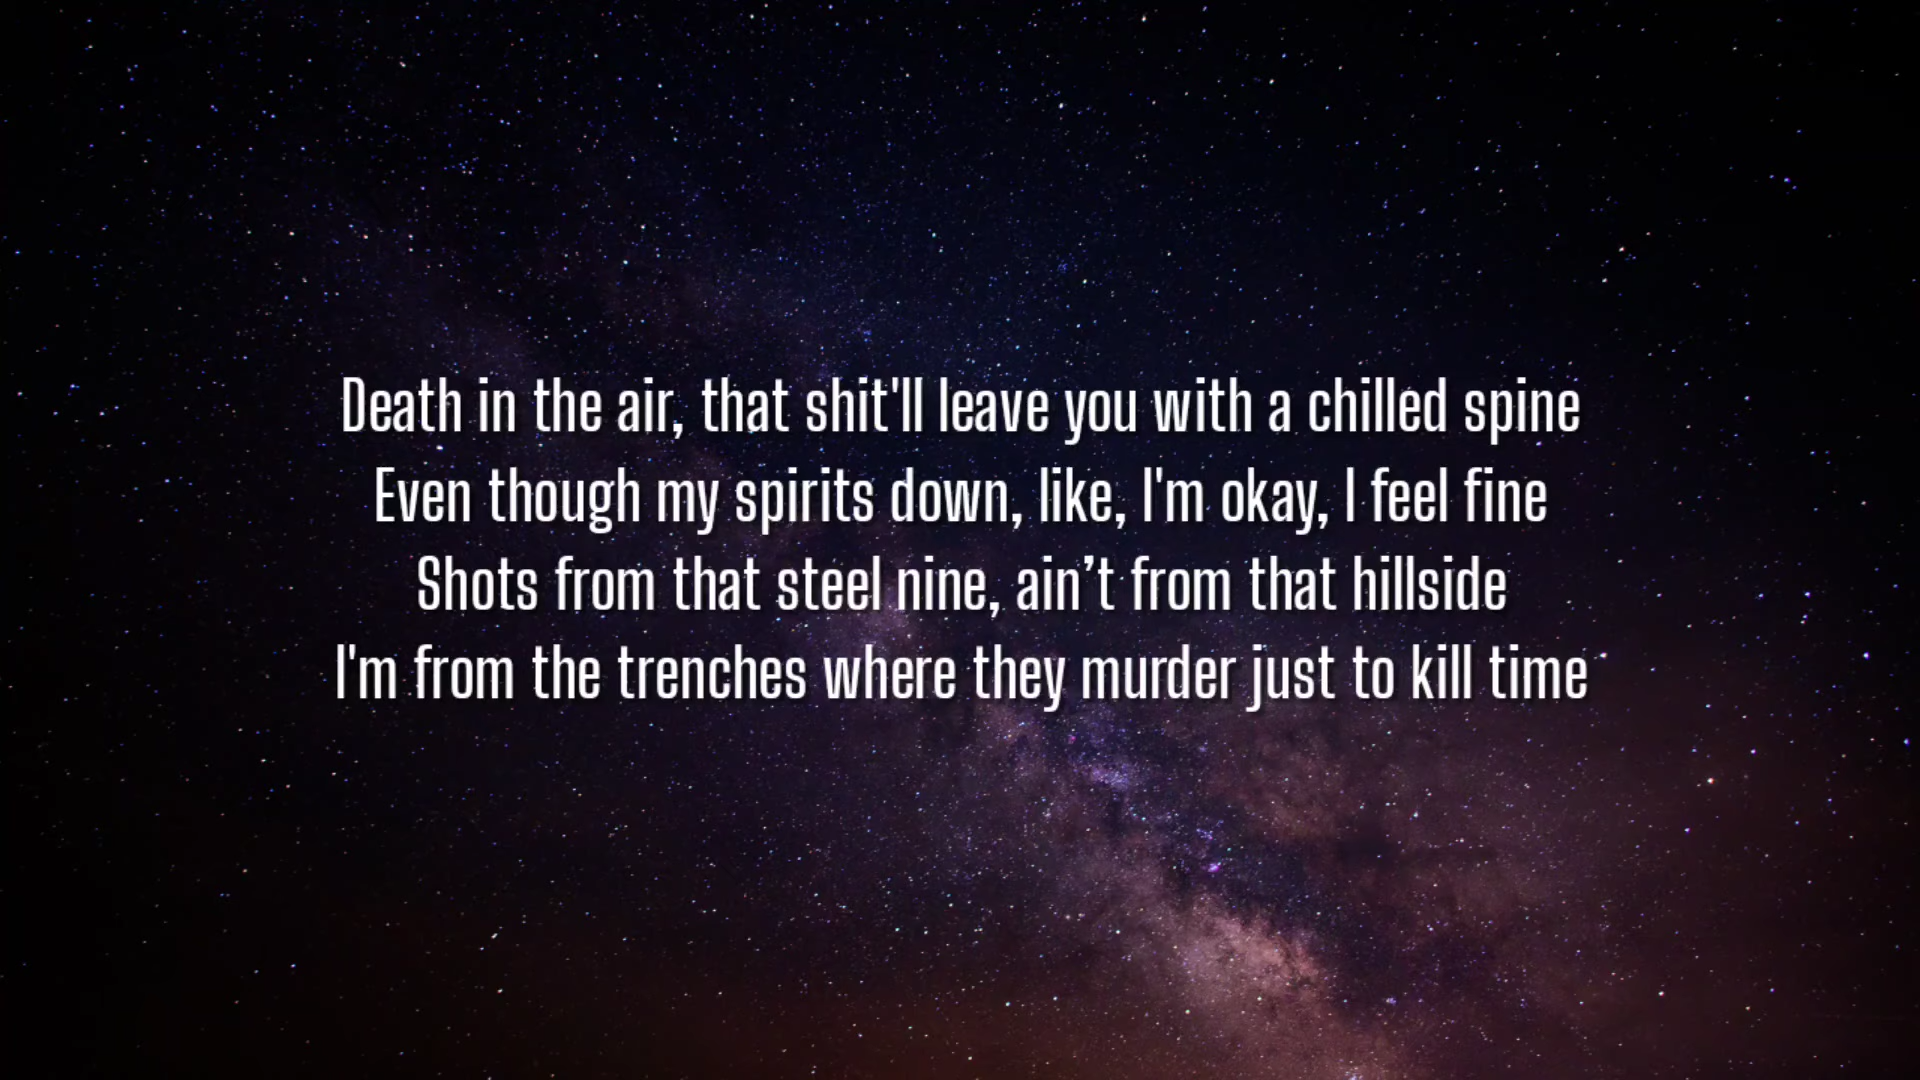 Death in the air, that shit'll leave you with a chilled spine
Even though my spirits down, like, I'm okay, I feel fine
Shots from that steel nine, ain’t from that hillside
I'm from the trenches where they murder just to kill time